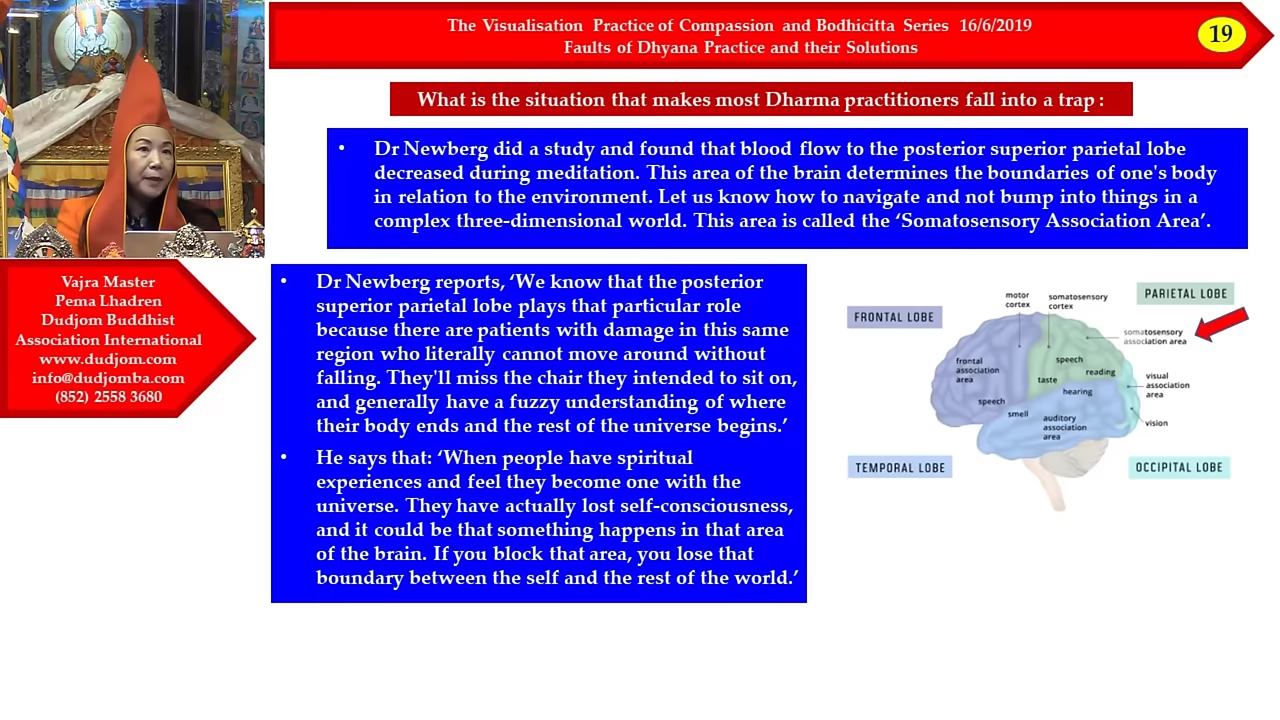 The Visualisation Practice of Compassion and Bodhicitta Series 16/6/2019
Faults of Dhyana Practice and their Solutions
19
What is the situation that makes most Dharma practitioners fall into a trap :
• Dr Newberg did a study and found that blood flow to the posterior superior parietal lobe
decreased during meditation. This area of the brain determines the boundaries of one's body
in relation to the environment. Let us know how to navigate and not bump into things in a
complex three-dimensional world. This area is called the ‘Somatosensory Association Area’.
Vajra Master
Pema Lhadren
Dudjom Buddhist
Association International
www.dudjom.com
info@dudjomba.com
(852) 2558 3680
• Dr Newberg reports, ‘We know that the posterior
superior parietal lobe plays that particular role
because there are patients with damage in this same
region who literally cannot move around without
falling. They'll miss the chair they intended to sit on,
and generally have a fuzzy understanding of where
their body ends and the rest of the universe begins.’
• He says that: ‘When people have spiritual
experiences and feel they become one with the
universe. They have actually lost self-consciousness,
and it could be that something happens in that area
of the brain. If you block that area, you lose that
boundary between the self and the rest of the world.’
FRONTAL LOBE
motor
cortex
somatosensory
cortex
PARIETAL LOBE
somatosensory
association area
frontal
association
area
speech
reading
taste
hearing
visual
association
area
speech
smell
auditory
association
area
vision
TEMPORAL LOBE
OCCIPITAL LOBE